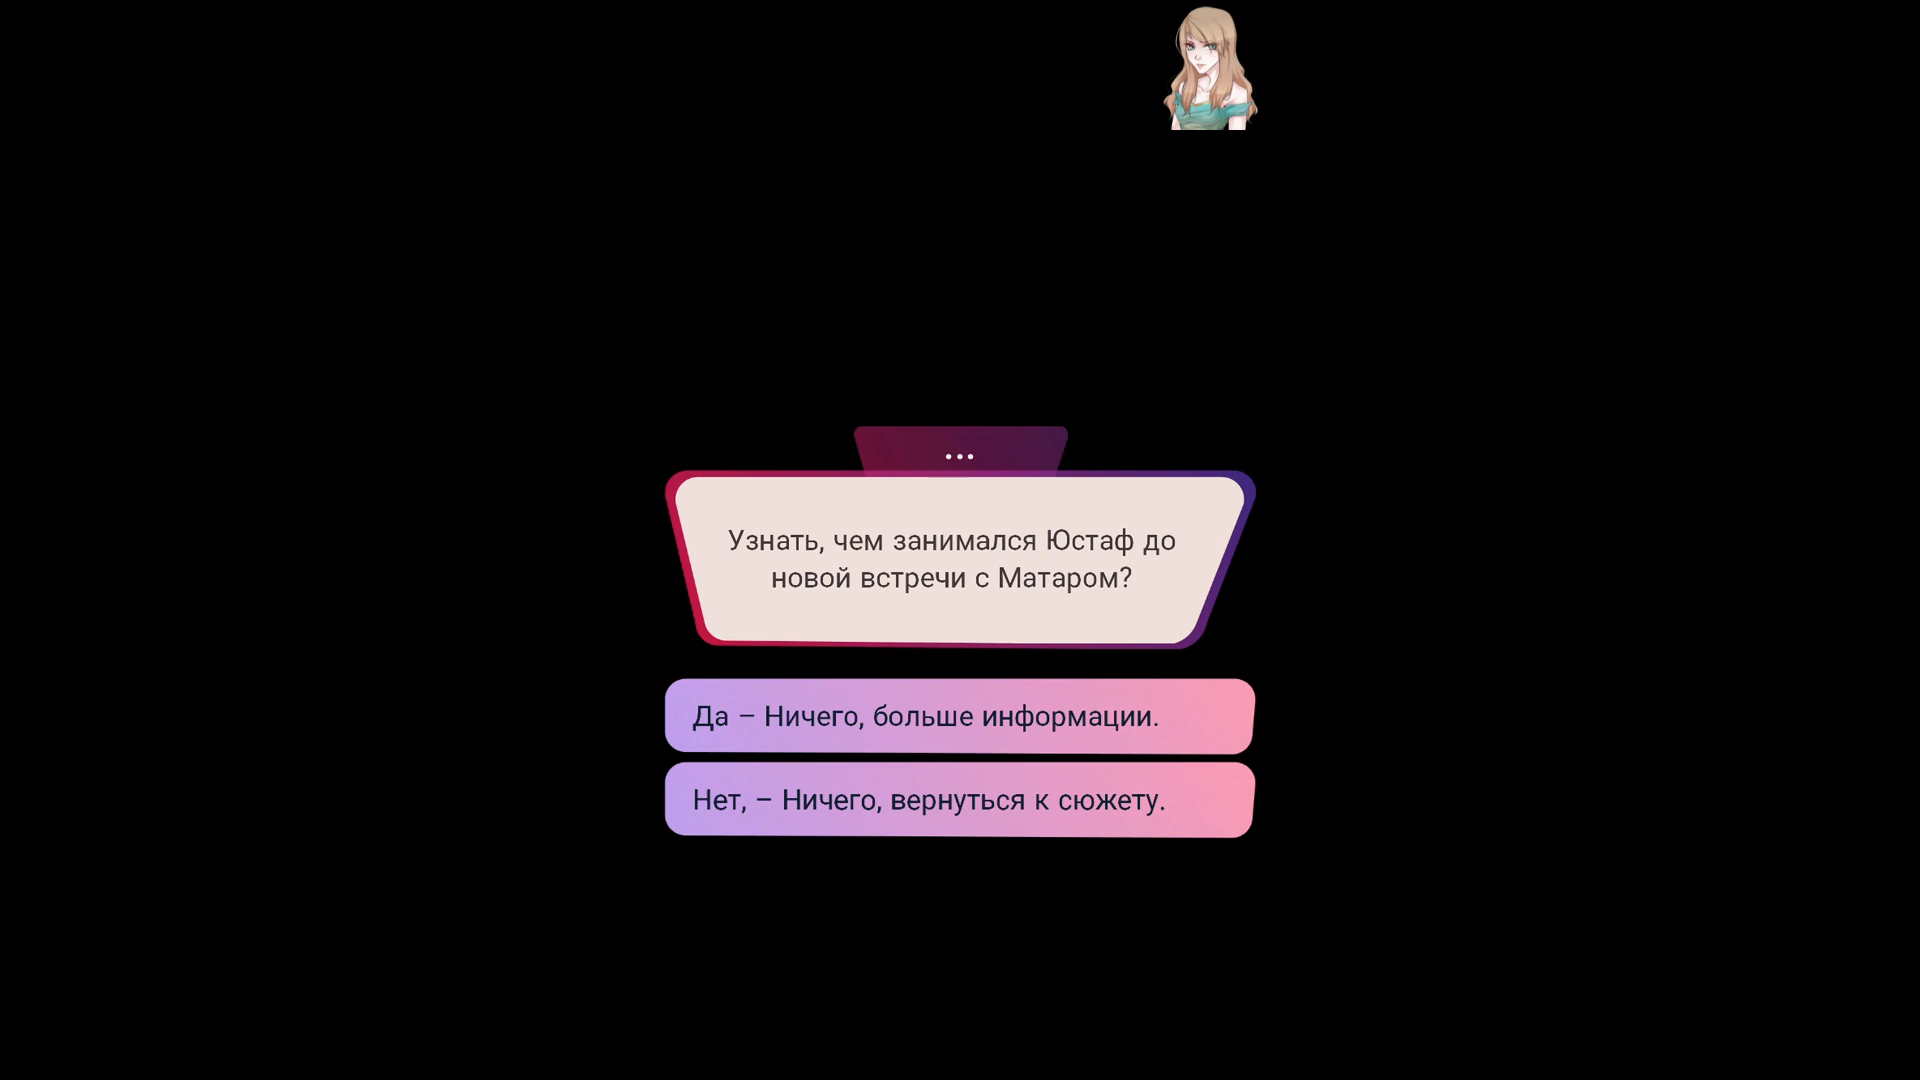 ...
Узнать, чем занимался Юстаф до
новой встречи с Матаром?
Да – Ничего, больше информации.
Нет, – Ничего, вернуться к сюжету.